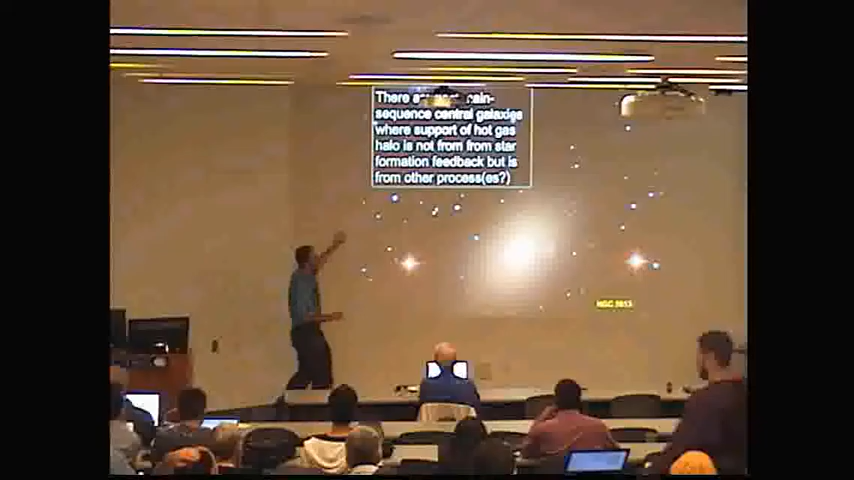 There
sequence central galaxies
where support of hot gas
halo is not from from star
formation feedback but is
from other process(es?)
NGC